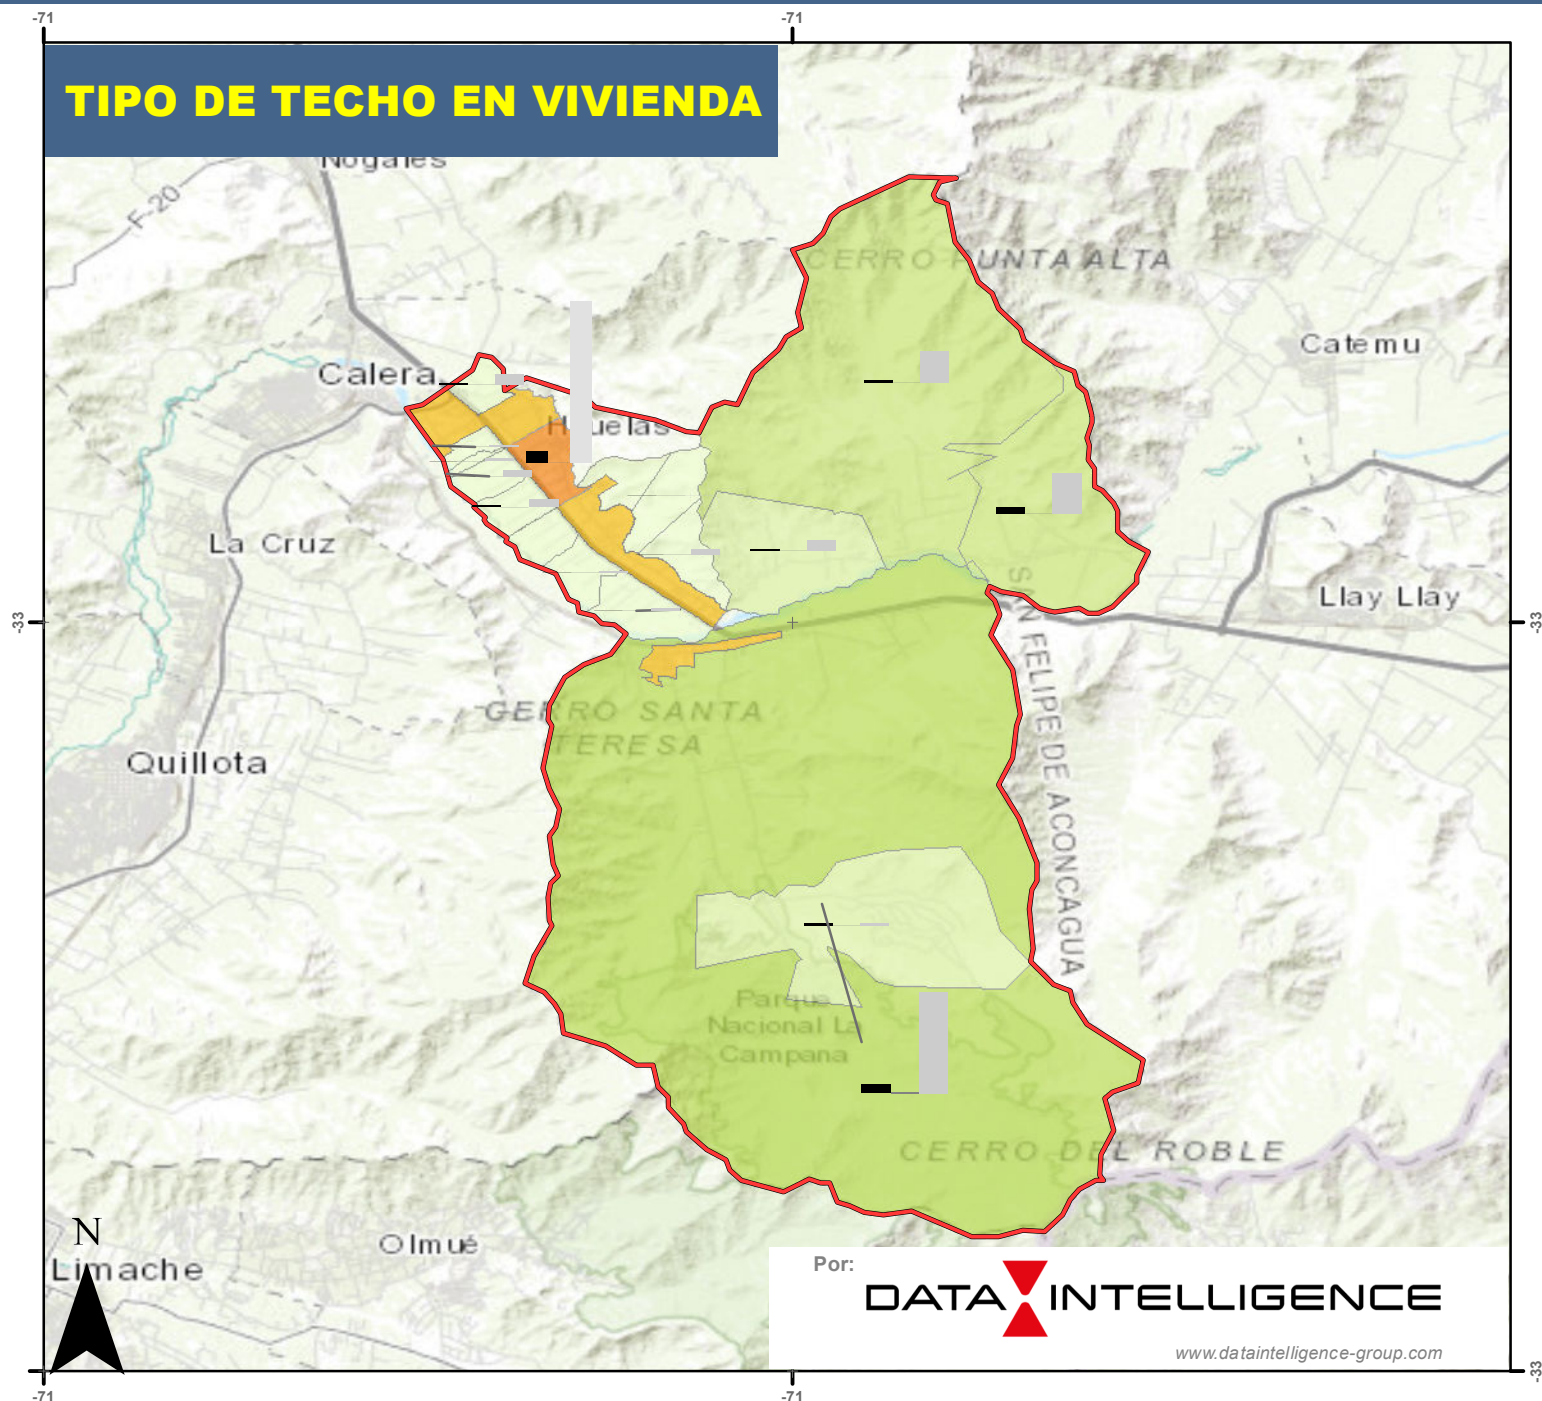 -71
-71
TIPO DE TECHO EN VIVIENDA
Nogales
F-20
CERRO PUNTA ALTA
Catemu
Calera
Hijuelas
La Cruz
Llay Llay
-33
-33
SAN FELIPE DE ACONCAGUA
CERRO SANTA
TERESA
Quillota
Parque
Nacional La
Campana
CERRO DEL ROBLE
N
Olmué
Limache
Por:
DATA INTELLIGENCE
www.dataintelligence-group.com
-33
-71
-71